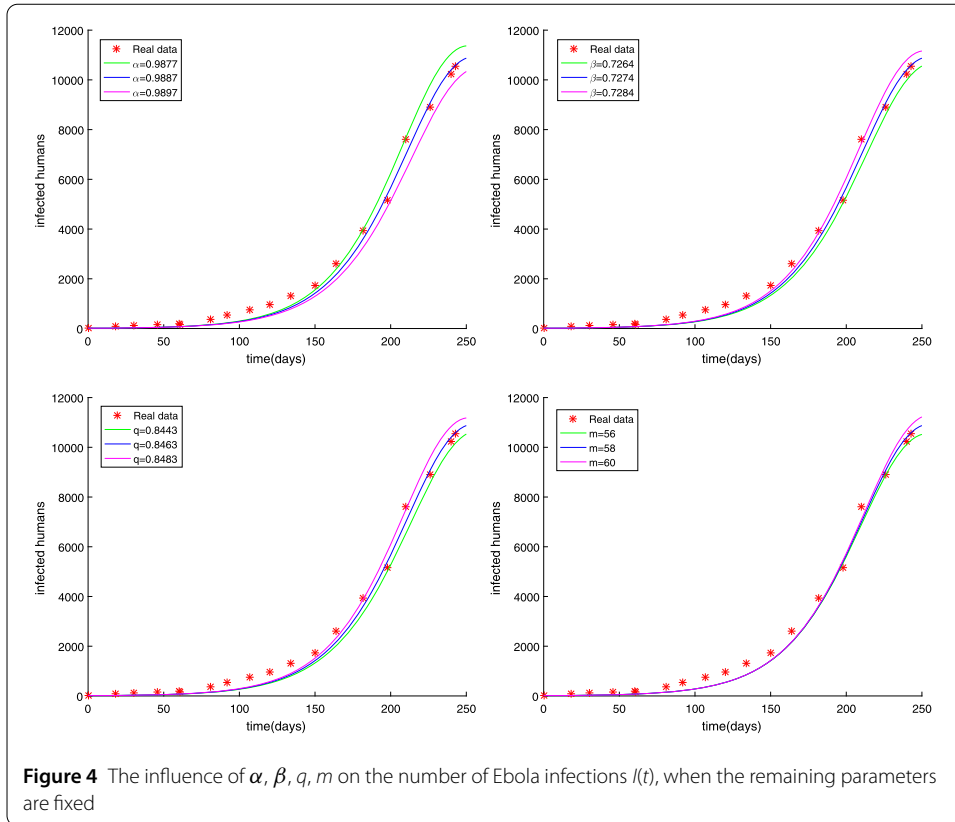 12000
10000
8000
6000
4000
2000
0
infected humans
Real data
α=0.9877
α=0.9887
α=0.9897
0 50 100 150 200 250
time(days)
12000
10000
8000
6000
4000
2000
0
infected humans
Real data
β=0.7264
β=0.7274
β=0.7284
0 50 100 150 200 250
time(days)
12000
10000
8000
6000
4000
2000
0
infected humans
Real data
q=0.8443
q=0.8463
q=0.8483
0 50 100 150 200 250
time(days)
12000
10000
8000
6000
4000
2000
0
infected humans
Real data
m=56
m=58
m=60
0 50 100 150 200 250
time(days)
Figure 4 The influence of α, β, q, m on the number of Ebola infections I(t), when the remaining parameters
are fixed